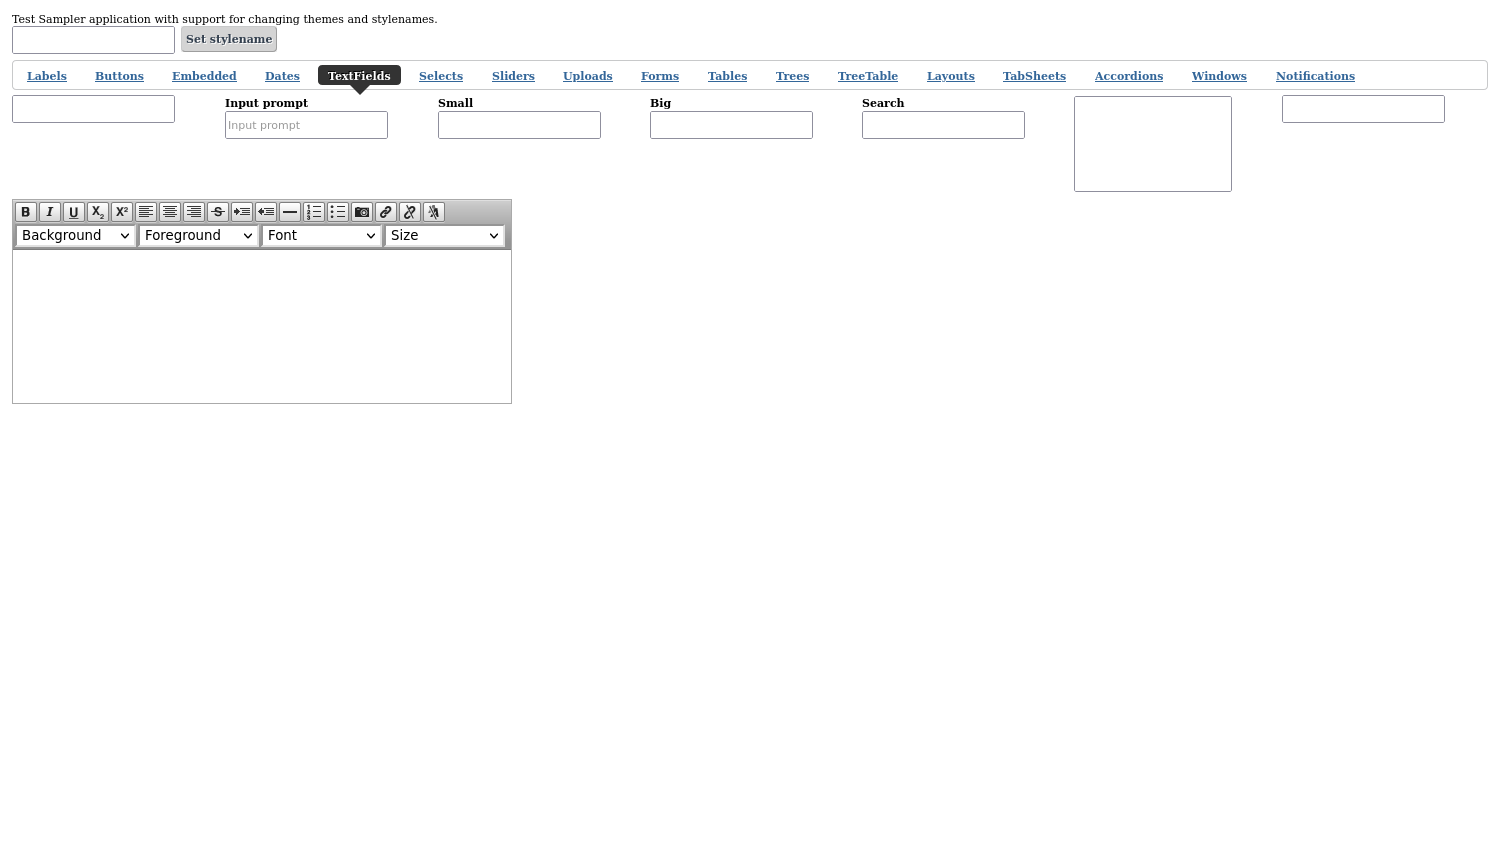 Test Sampler application with support for changing themes and stylenames.
Set stylename
Labels Buttons Embedded Dates TextFields Selects Sliders Uploads Forms Tables Trees TreeTable Layouts TabSheets Accordions Windows Notifications
Input prompt Small Big Search
Input prompt
B I U X₂ X² S
Background Foreground Font Size